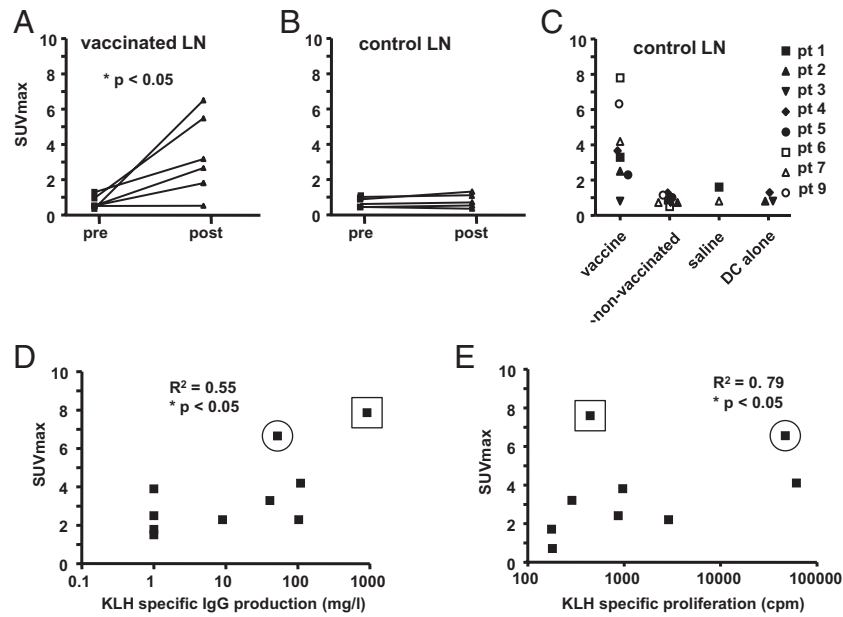 A
vaccinated LN
* p < 0.05
SUVmax
10
8
6
4
2
0
pre
post
B
control LN
10
8
6
4
2
0
pre
post
C
control LN
10
8
6
4
2
0
vaccine
non-vaccinated
saline
DC alone
pt 1
pt 2
pt 3
pt 4
pt 5
pt 6
pt 7
pt 9
D
R² = 0.55
* p < 0.05
SUVmax
10
8
6
4
2
0
0.1
1
10
100
1000
KLH specific IgG production (mg/l)
E
R² = 0. 79
* p < 0.05
SUVmax
10
8
6
4
2
0
100
1000
10000
100000
KLH specific proliferation (cpm)